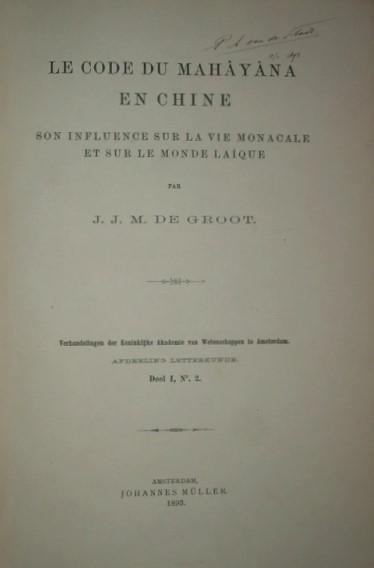 LE CODE DU MAHÂYÂNA
EN CHINE
SON INFLUENCE SUR LA VIE MONACALE
ET SUR LE MONDE LAÏQUE
PAR
J. J. M. DE GROOT.
Verhandelingen der Koninklijke Akademie van Wetenschappen te Amsterdam.
AFDEELING LETTERKUNDE.
Deel I, N°. 2.
AMSTERDAM,
JOHANNES MÜLLER.
1893.